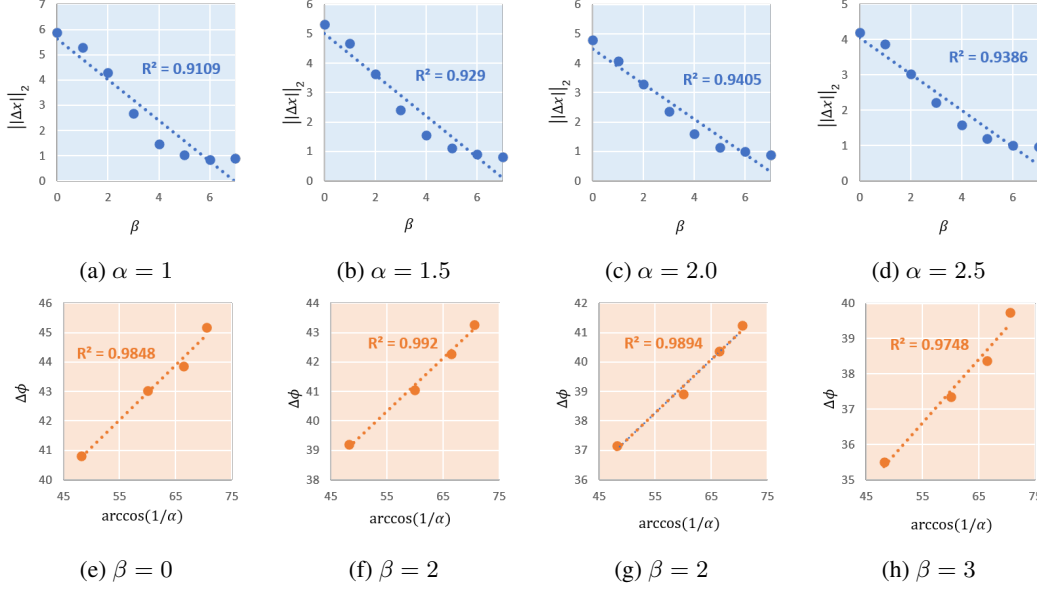 6
5
4
3
2
1
0
||Δx||₂
R² = 0.9109
0 2 4 6
β
(a) α = 1
6
5
4
3
2
1
0
||Δx||₂
R² = 0.929
0 2 4 6
β
(b) α = 1.5
6
5
4
3
2
1
0
||Δx||₂
R² = 0.9405
0 2 4 6
β
(c) α = 2.0
5
4
3
2
1
0
||Δx||₂
R² = 0.9386
0 2 4 6
β
(d) α = 2.5
46
45
44
43
42
41
40
Δϕ
R² = 0.9848
45 55 65 75
arccos(1/α)
(e) β = 0
44
43
42
41
40
39
38
Δϕ
R² = 0.992
45 55 65 75
arccos(1/α)
(f) β = 2
42
41
40
39
38
37
36
Δϕ
R² = 0.9894
45 55 65 75
arccos(1/α)
(g) β = 2
40
39
38
37
36
35
Δϕ
R² = 0.9748
45 55 65 75
arccos(1/α)
(h) β = 3